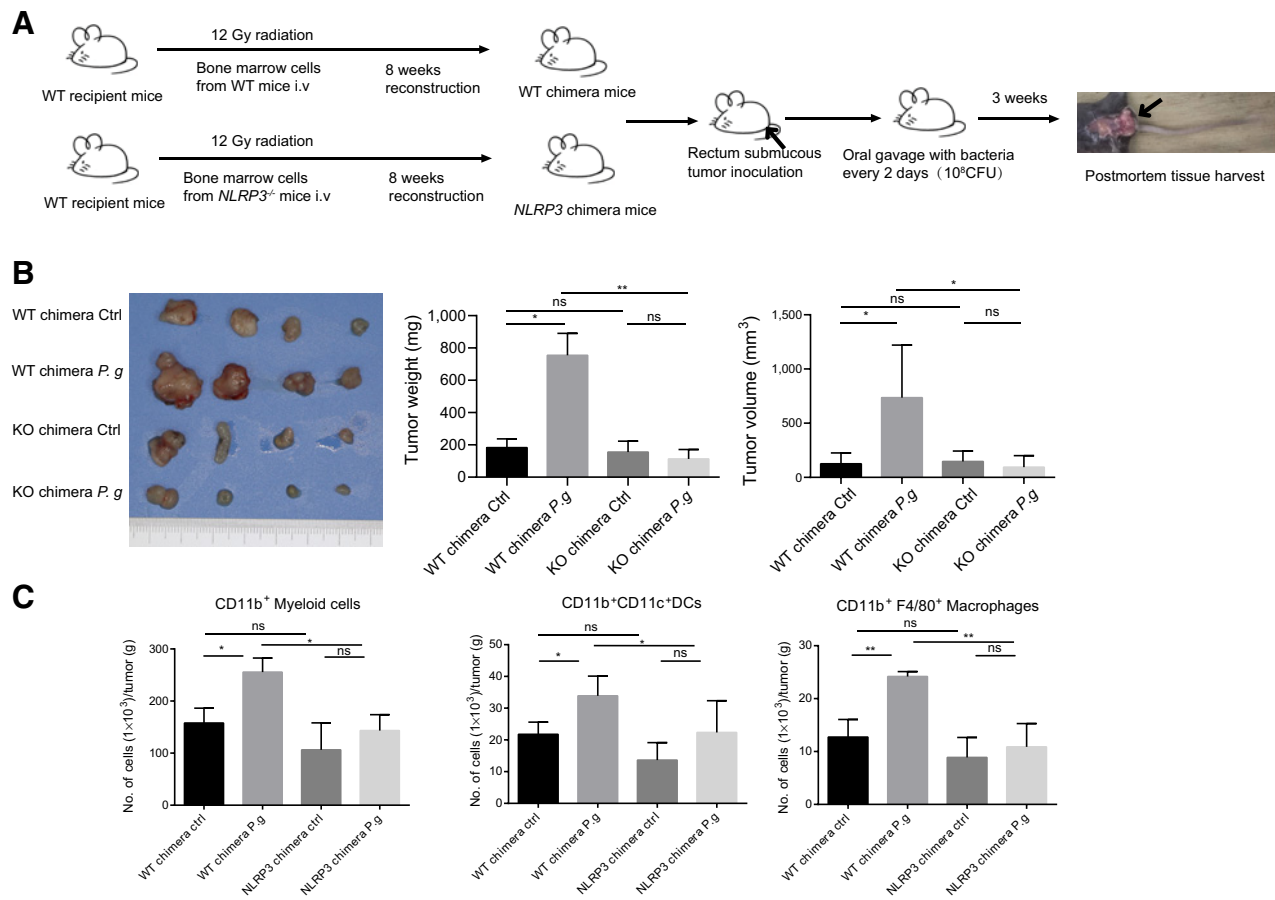 A
12 Gy radiation
Bone marrow cells
from WT mice i.v
8 weeks
reconstruction
WT recipient mice
WT chimera mice
12 Gy radiation
Bone marrow cells
from NLRP3-/- mice i.v
8 weeks
reconstruction
WT recipient mice
NLRP3 chimera mice
Rectum submucous
tumor inoculation
Oral gavage with bacteria
every 2 days（10⁸CFU）
3 weeks
Postmortem tissue harvest
B
WT chimera Ctrl
WT chimera P. g
KO chimera Ctrl
KO chimera P. g
Tumor weight (mg)
1,000
800
600
400
200
0
**
ns
*
ns
WT chimera Ctrl
WT chimera P.g
KO chimera Ctrl
KO chimera P.g
Tumor volume (mm³)
1,500
1,000
500
0
*
ns
*
ns
WT chimera Ctrl
WT chimera P.g
KO chimera Ctrl
KO chimera P.g
C
CD11b⁺ Myeloid cells
No. of cells (1×10³)/tumor (g)
300
200
100
0
ns
*
*
ns
WT chimera ctrl
WT chimera P.g
NLRP3 chimera ctrl
NLRP3 chimera P.g
CD11b⁺CD11c⁺DCs
No. of cells (1×10³)/tumor (g)
50
40
30
20
10
0
ns
*
*
ns
WT chimera ctrl
WT chimera P.g
NLRP3 chimera ctrl
NLRP3 chimera P.g
CD11b⁺ F4/80⁺ Macrophages
No. of cells (1×10³)/tumor (g)
30
20
10
0
ns
**
**
ns
WT chimera ctrl
WT chimera P.g
NLRP3 chimera ctrl
NLRP3 chimera P.g